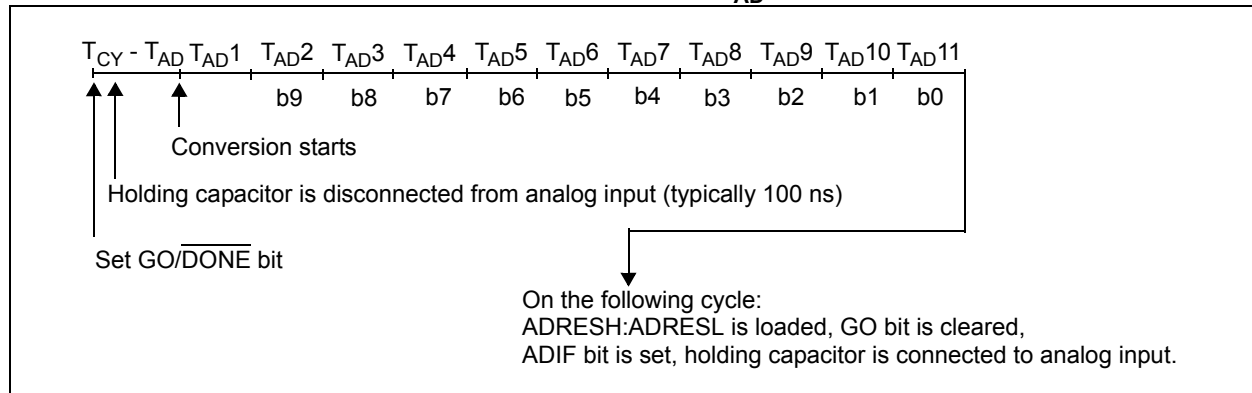 AD
TCY - TAD TAD1 TAD2 TAD3 TAD4 TAD5 TAD6 TAD7 TAD8 TAD9 TAD10 TAD11
b9 b8 b7 b6 b5 b4 b3 b2 b1 b0
Conversion starts
Holding capacitor is disconnected from analog input (typically 100 ns)
Set GO/DONE bit
On the following cycle:
ADRESH:ADRESL is loaded, GO bit is cleared,
ADIF bit is set, holding capacitor is connected to analog input.